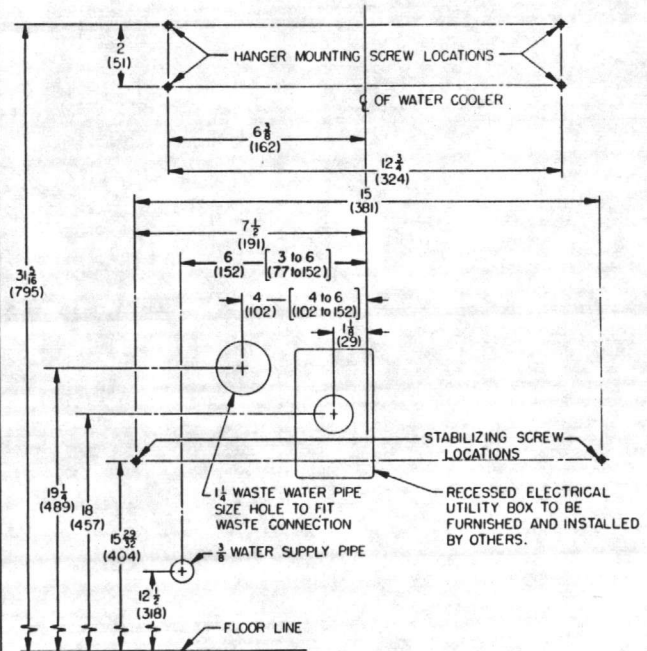 2
(51)
HANGER MOUNTING SCREW LOCATIONS
℄ OF WATER COOLER
6 3/8
(162)
12 3/4
(324)
15
(381)
7 1/2
(191)
31 5/16
(795)
6 [3 to 6
(152) (77 to 152)]
4 [4 to 6
(102) (102 to 152)]
1 1/8
(29)
STABILIZING SCREW
LOCATIONS
19 1/4
(489)
18
(457)
15 29/32
(404)
1 1/4 WASTE WATER PIPE
SIZE HOLE TO FIT
WASTE CONNECTION
RECESSED ELECTRICAL
UTILITY BOX TO BE
FURNISHED AND INSTALLED
BY OTHERS.
3/8 WATER SUPPLY PIPE
12 1/2
(318)
FLOOR LINE